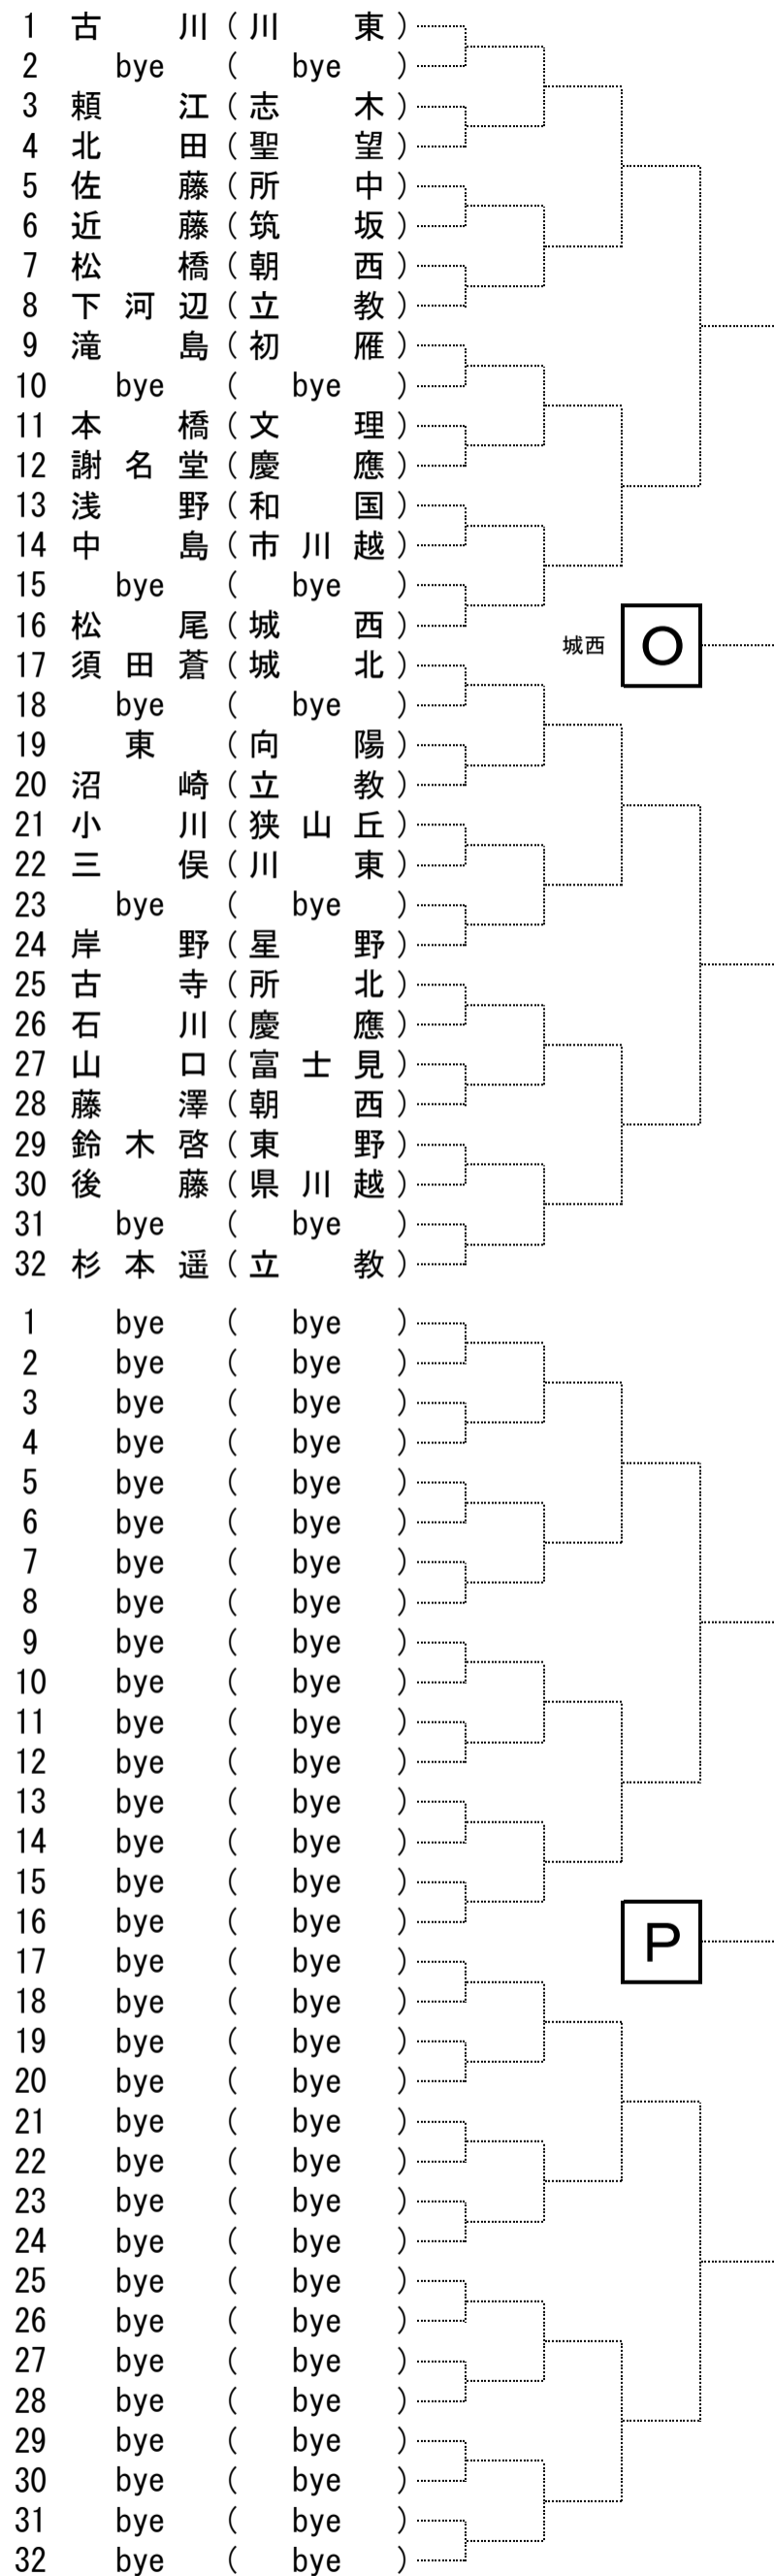 1 古川(川東)
2 bye(bye)
3 頼江(志木)
4 北田(聖望)
5 佐藤(所中)
6 近藤(筑坂)
7 松橋(朝西)
8 下河辺(立教)
9 滝島(初雁)
10 bye(bye)
11 本橋(文理)
12 謝名堂(慶應)
13 浅野(和国)
14 中島(市川越)
15 bye(bye)
16 松尾(城西)
城西 O
17 須田蒼(城北)
18 bye(bye)
19 東(向陽)
20 沼崎(立教)
21 小川(狭山丘)
22 三俣(川東)
23 bye(bye)
24 岸野(星野)
25 古寺(所北)
26 石川(慶應)
27 山口(富士見)
28 藤澤(朝西)
29 鈴木啓(東野)
30 後藤(県川越)
31 bye(bye)
32 杉本遥(立教)
1 bye(bye)
2 bye(bye)
3 bye(bye)
4 bye(bye)
5 bye(bye)
6 bye(bye)
7 bye(bye)
8 bye(bye)
9 bye(bye)
10 bye(bye)
11 bye(bye)
12 bye(bye)
13 bye(bye)
14 bye(bye)
15 bye(bye)
16 bye(bye)
P
17 bye(bye)
18 bye(bye)
19 bye(bye)
20 bye(bye)
21 bye(bye)
22 bye(bye)
23 bye(bye)
24 bye(bye)
25 bye(bye)
26 bye(bye)
27 bye(bye)
28 bye(bye)
29 bye(bye)
30 bye(bye)
31 bye(bye)
32 bye(bye)